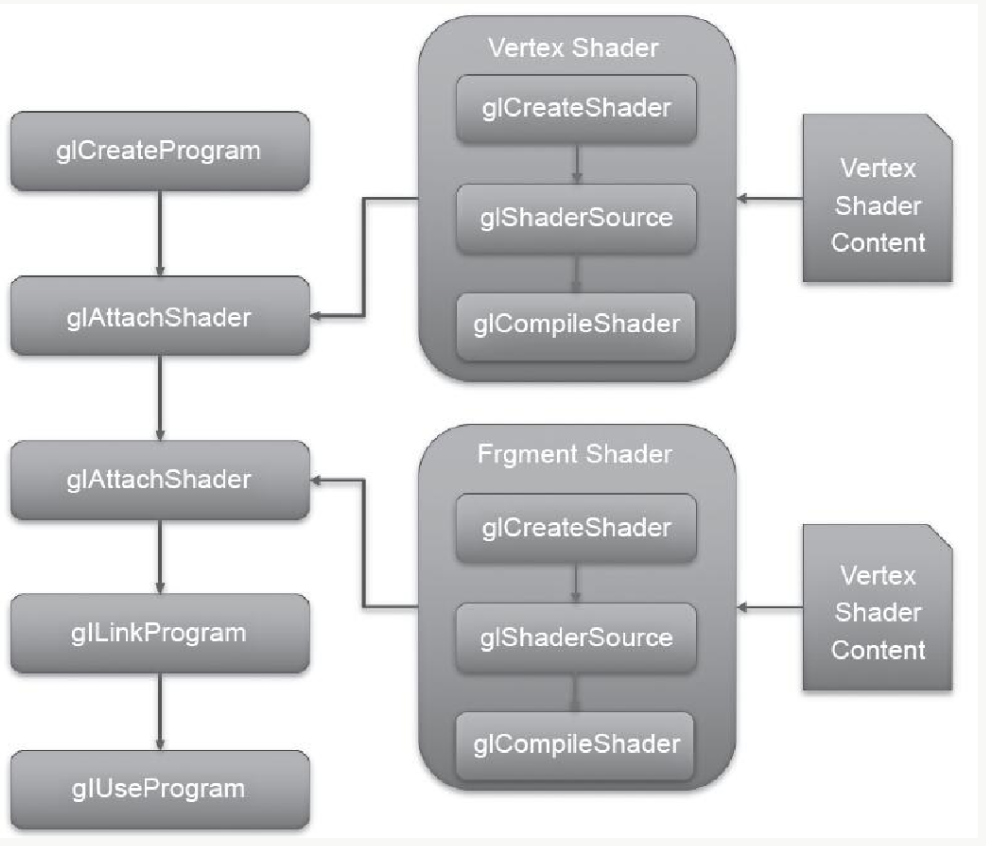 glCreateProgram
glAttachShader
glAttachShader
glLinkProgram
glUseProgram
Vertex Shader
glCreateShader
glShaderSource
glCompileShader
Vertex
Shader
Content
Frgment Shader
glCreateShader
glShaderSource
glCompileShader
Vertex
Shader
Content